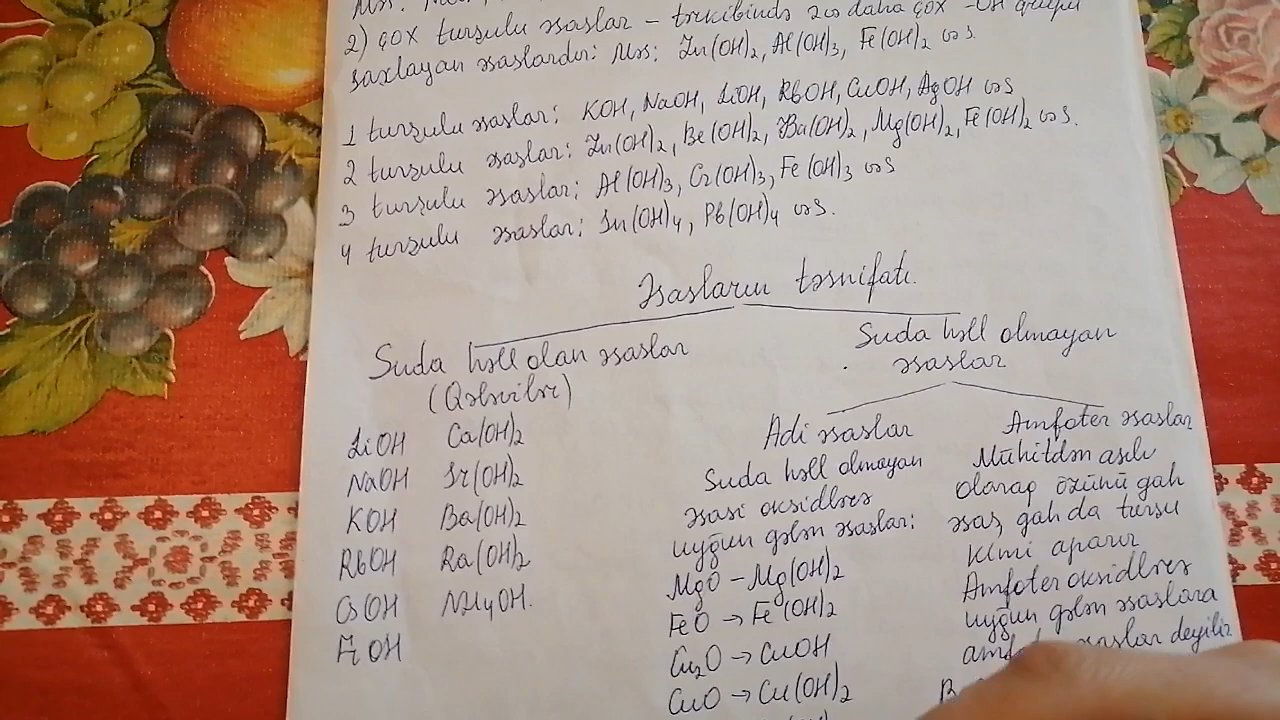 2) çox turşulu əsaslar – tərkibində 2 və daha çox -OH qrupu
saxlayan əsaslardır: Məs: Zn(OH)₂, Al(OH)₃, Fe(OH)₂ və s.
1 turşulu əsaslar; KOH, NaOH, LiOH, RbOH, CuOH, AgOH və s
2 turşulu əsaslar; Zn(OH)₂, Be(OH)₂, Ba(OH)₂, Mg(OH)₂, Fe(OH)₂ və s.
3 turşulu əsaslar; Al(OH)₃, Cr(OH)₃, Fe(OH)₃ və s
4 turşulu əsaslar; Sn(OH)₄, Pb(OH)₄ və s.
Əsasların təsnifatı.
Suda həll olan əsaslar
(Qələvilər)
LiOH Ca(OH)₂
NaOH Sr(OH)₂
KOH Ba(OH)₂
RbOH Ra(OH)₂
CsOH NH₄OH.
FrOH
Suda həll olmayan
əsaslar
Adi əsaslar
Suda həll olmayan
əsasi oksidlərə
uyğun gələn əsaslar:
MgO – Mg(OH)₂
FeO → Fe(OH)₂
Cu₂O → CuOH
CuO → Cu(OH)₂
Amfoter əsaslar
Mühitdən asılı
olaraq özünü gah
əsas, gah da turşu
kimi aparır
Amfoter oksidlərə
uyğun gələn əsaslara
deyilir